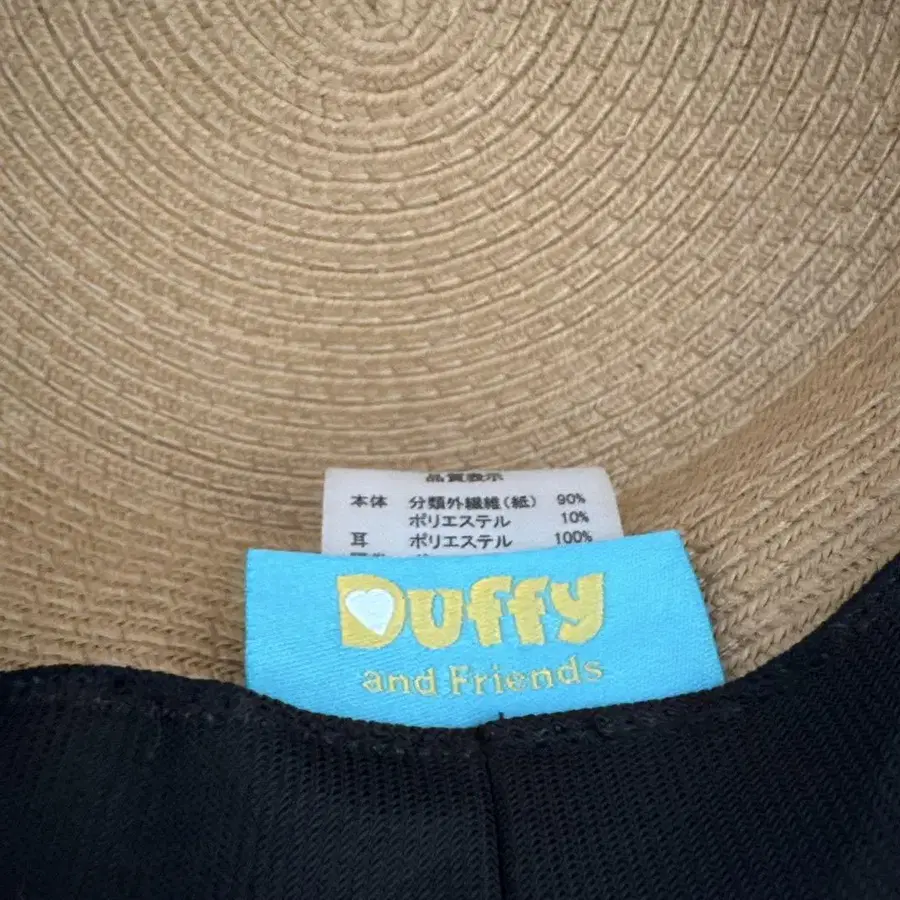 品質表示
本体 分類外繊維(紙) 90%
ポリエステル 10%
耳 ポリエステル 100%
Duffy
and Friends